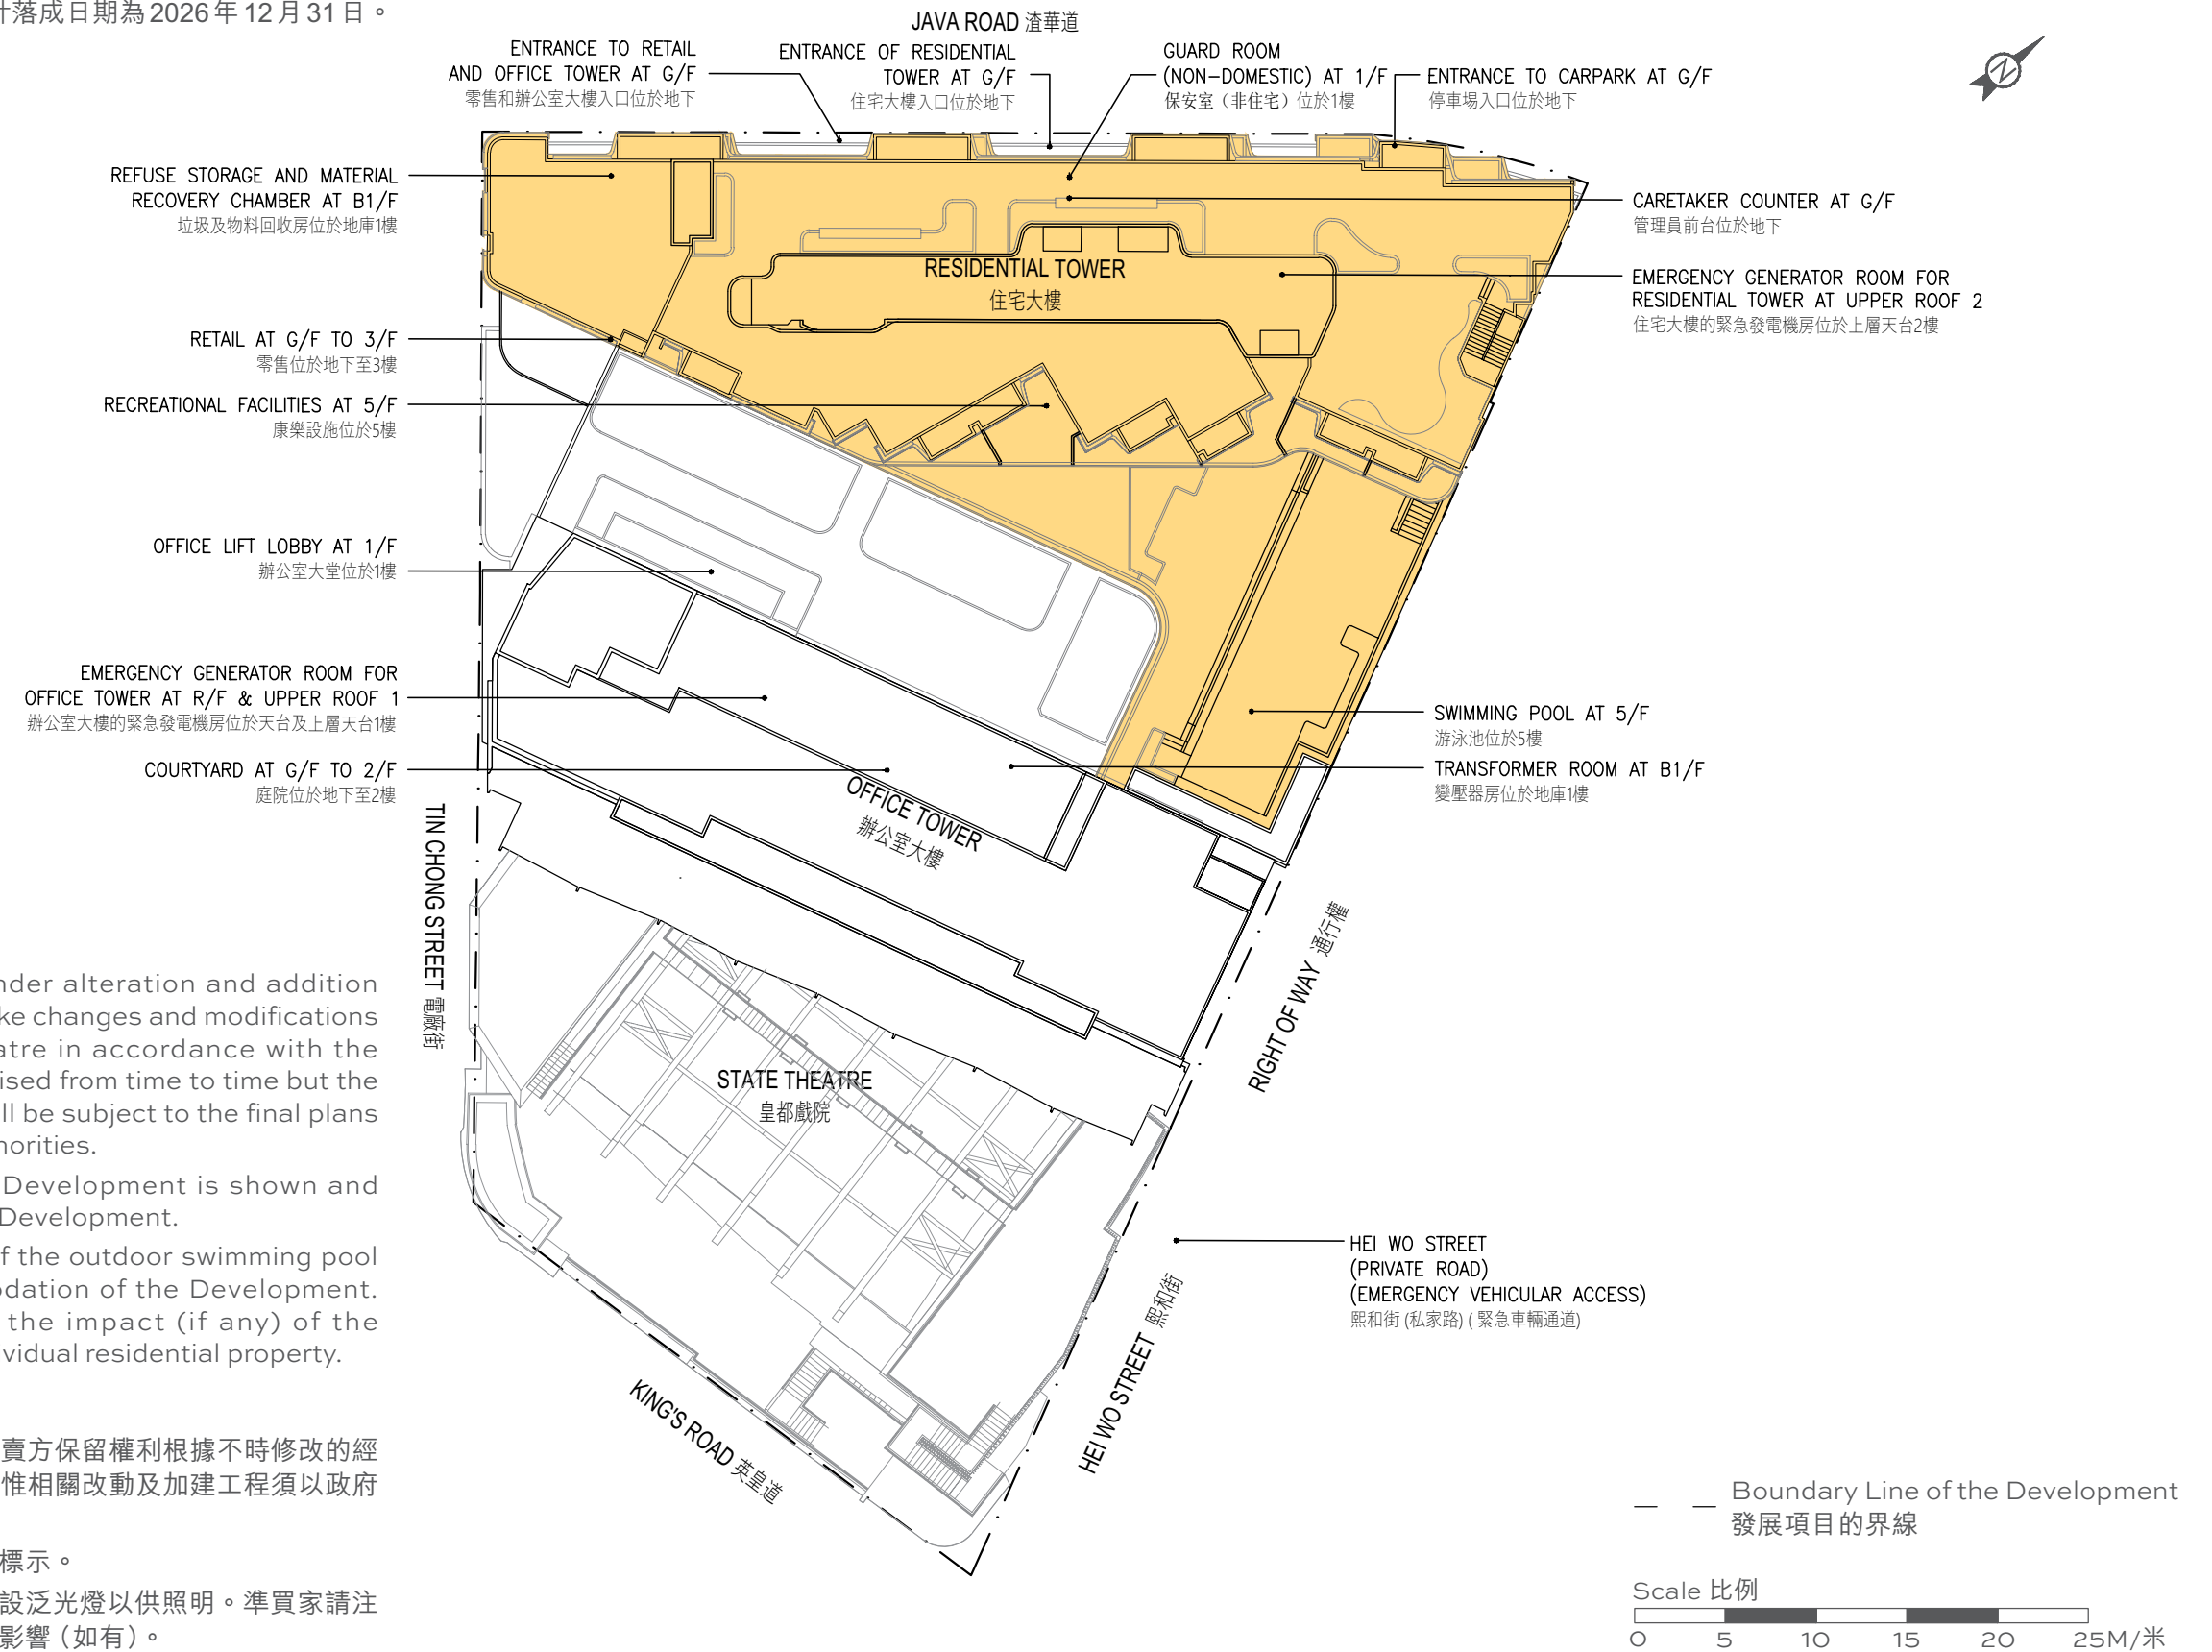 計落成日期為2026年12月31日。
JAVA ROAD 渣華道
ENTRANCE TO RETAIL
AND OFFICE TOWER AT G/F
零售和辦公室大樓入口位於地下
ENTRANCE OF RESIDENTIAL
TOWER AT G/F
住宅大樓入口位於地下
GUARD ROOM
(NON-DOMESTIC) AT 1/F
保安室（非住宅）位於1樓
ENTRANCE TO CARPARK AT G/F
停車場入口位於地下
N
REFUSE STORAGE AND MATERIAL
RECOVERY CHAMBER AT B1/F
垃圾及物料回收房位於地庫1樓
CARETAKER COUNTER AT G/F
管理員前台位於地下
RESIDENTIAL TOWER
住宅大樓
EMERGENCY GENERATOR ROOM FOR
RESIDENTIAL TOWER AT UPPER ROOF 2
住宅大樓的緊急發電機房位於上層天台2樓
RETAIL AT G/F TO 3/F
零售位於地下至3樓
RECREATIONAL FACILITIES AT 5/F
康樂設施位於5樓
OFFICE LIFT LOBBY AT 1/F
辦公室大堂位於1樓
EMERGENCY GENERATOR ROOM FOR
OFFICE TOWER AT R/F & UPPER ROOF 1
辦公室大樓的緊急發電機房位於天台及上層天台1樓
SWIMMING POOL AT 5/F
游泳池位於5樓
COURTYARD AT G/F TO 2/F
庭院位於地下至2樓
TRANSFORMER ROOM AT B1/F
變壓器房位於地庫1樓
OFFICE TOWER
辦公室大樓
TIN CHONG STREET 電廠街
RIGHT OF WAY 通行權
nder alteration and addition
ke changes and modifications
atre in accordance with the
ised from time to time but the
ll be subject to the final plans
norities.
Development is shown and
Development.
f the outdoor swimming pool
odation of the Development.
the impact (if any) of the
vidual residential property.
STATE THEATRE
皇都戲院
HEI WO STREET
(PRIVATE ROAD)
(EMERGENCY VEHICULAR ACCESS)
熙和街 (私家路) ( 緊急車輛通道)
HEI WO STREET 熙和街
KING'S ROAD 英皇道
賣方保留權利根據不時修改的經
惟相關改動及加建工程須以政府
標示。
設泛光燈以供照明。準買家請注
影響（如有）。
Boundary Line of the Development
發展項目的界線
Scale 比例
0 5 10 15 20 25M/米